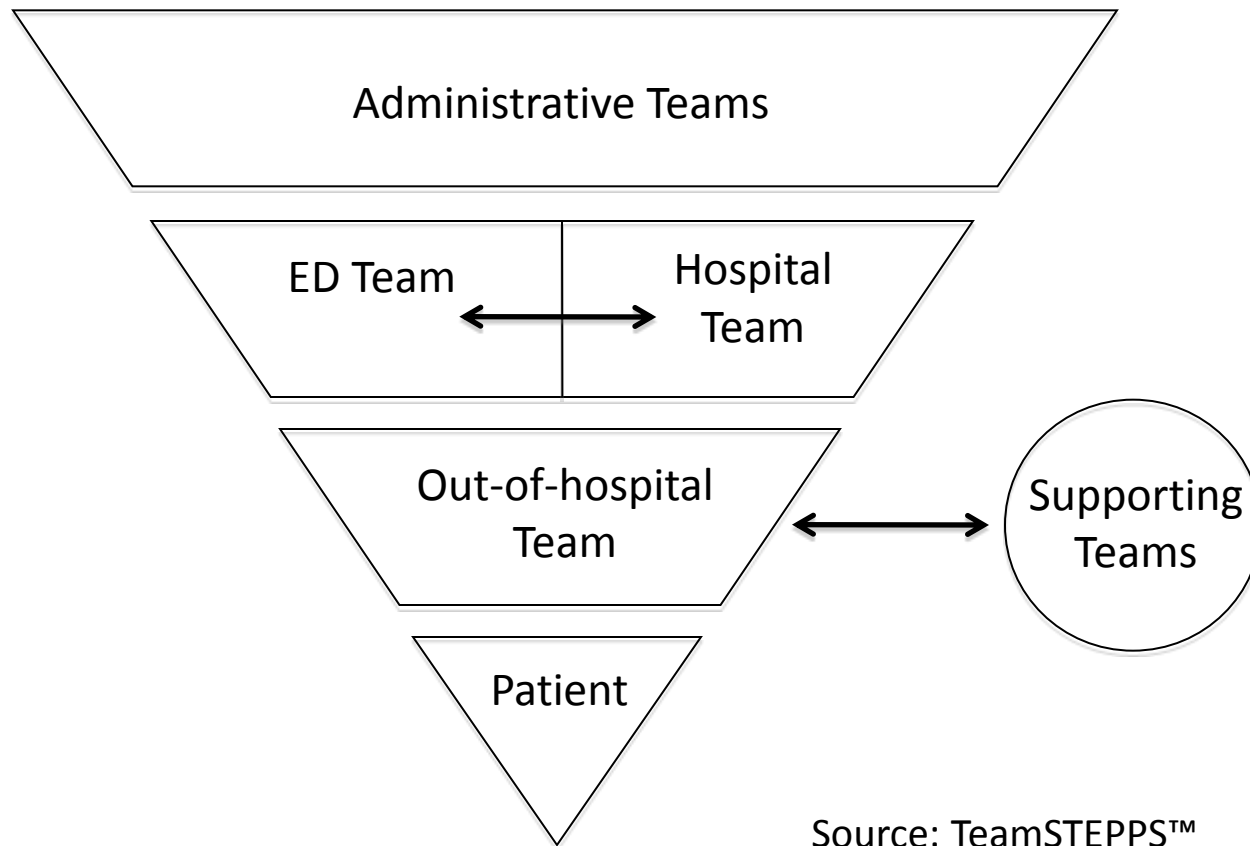 Administrative Teams
ED Team
Hospital
Team
Out-of-hospital
Team
Supporting
Teams
Patient
Source: TeamSTEPPS™